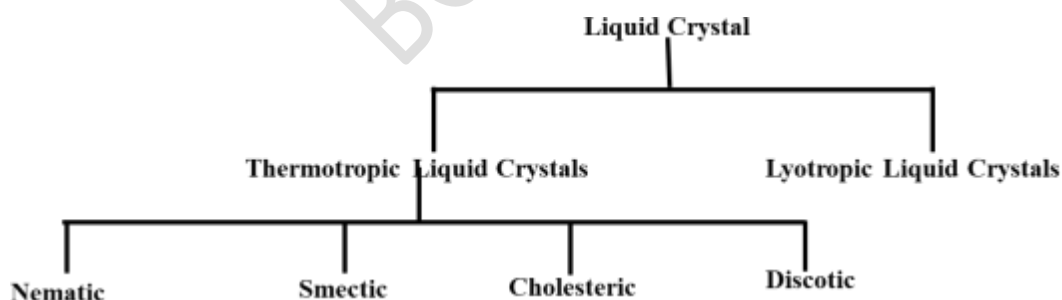 Liquid Crystal
Thermotropic Liquid Crystals Lyotropic Liquid Crystals
Nematic Smectic Cholesteric Discotic